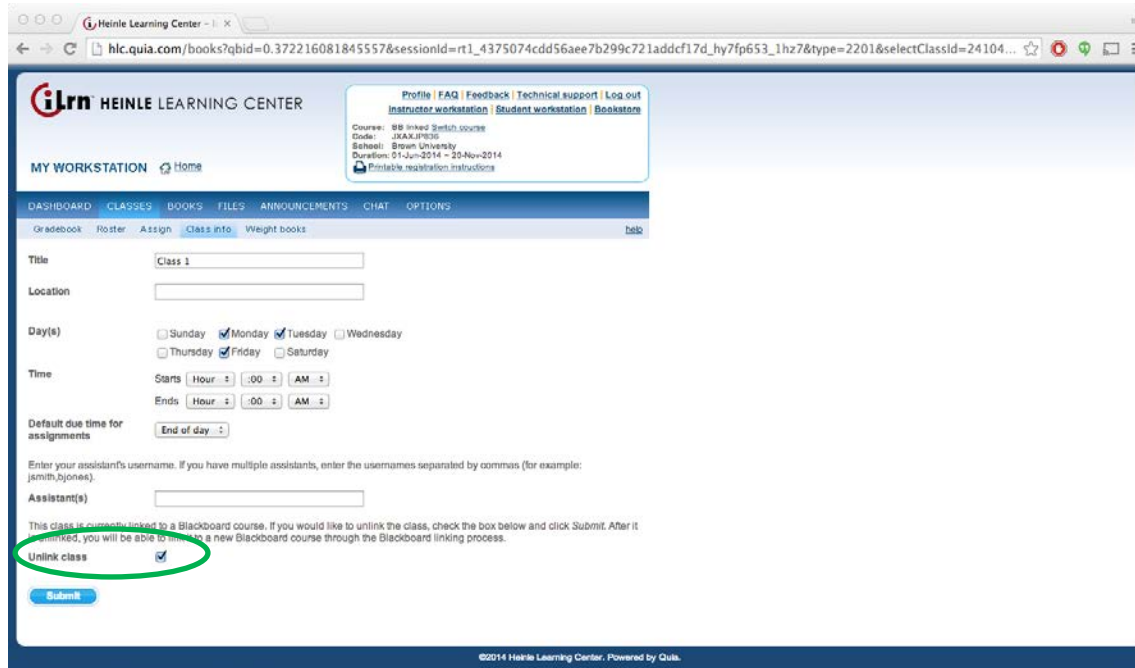 Heinle Learning Center - I
hlc.quia.com/books?qbid=0.372216081845557&sessionId=rt1_4375074cdd56aee7b299c721addcf17d_hy7fp653_1hz7&type=2201&selectClassId=24104...
iLrn HEINLE LEARNING CENTER
Profile | FAQ | Feedback | Technical support | Log out
Instructor workstation | Student workstation | Bookstore
Course: BB linked Switch course
Code: JXAXJP836
School: Brown University
Duration: 01-Jun-2014 – 20-Nov-2014
Printable registration instructions
MY WORKSTATION Home
DASHBOARD CLASSES BOOKS FILES ANNOUNCEMENTS CHAT OPTIONS
Gradebook Roster Assign Class info Weight books help
Title Class 1
Location
Day(s) Sunday Monday Tuesday Wednesday
Thursday Friday Saturday
Time Starts Hour :00 AM
Ends Hour :00 AM
Default due time for
assignments End of day
Enter your assistant's username. If you have multiple assistants, enter the usernames separated by commas (for example:
jsmith,bjones).
Assistant(s)
This class is currently linked to a Blackboard course. If you would like to unlink the class, check the box below and click Submit. After it
is unlinked, you will be able to link it to a new Blackboard course through the Blackboard linking process.
Unlink class
Submit
©2014 Heinle Learning Center. Powered by Quia.